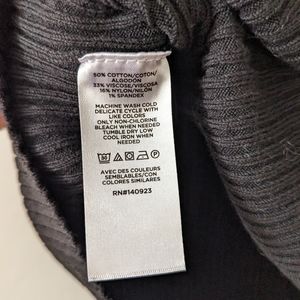 50% COTTON/COTON/
ALGODÓN
33% VISCOSE/VISCOSA
16% NYLON/NILÓN
1% SPANDEX
MACHINE WASH COLD
DELICATE CYCLE WITH
LIKE COLORS
ONLY NON-CHLORINE
BLEACH WHEN NEEDED
TUMBLE DRY LOW
COOL IRON WHEN
NEEDED
AVEC DES COULEURS
SEMBLABLES/CON
COLORES SIMILARES
RN#140923